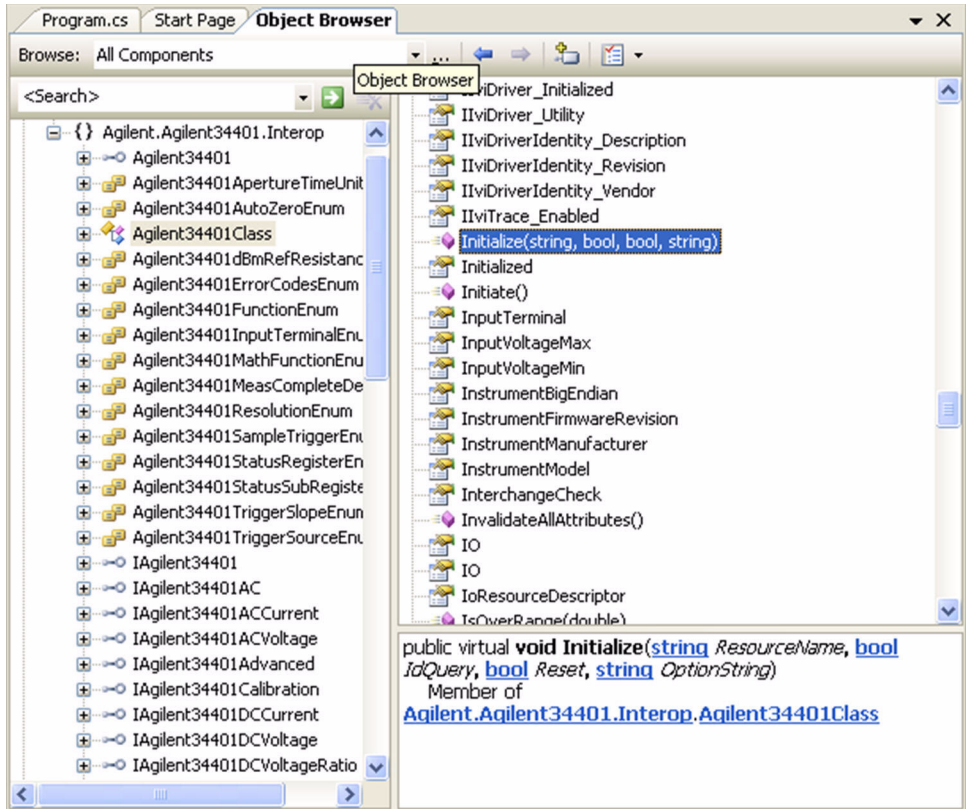 Program.cs Start Page Object Browser
Browse: All Components ...
Object Browser
<Search>
Agilent.Agilent34401.Interop
Agilent34401
Agilent34401ApertureTimeUnit
Agilent34401AutoZeroEnum
Agilent34401Class
Agilent34401dBmRefResistanc
Agilent34401ErrorCodesEnum
Agilent34401FunctionEnum
Agilent34401InputTerminalEnu
Agilent34401MathFunctionEnu
Agilent34401MeasCompleteDe
Agilent34401ResolutionEnum
Agilent34401SampleTriggerEnu
Agilent34401StatusRegisterEn
Agilent34401StatusSubRegiste
Agilent34401TriggerSlopeEnum
Agilent34401TriggerSourceEnu
IAgilent34401
IAgilent34401AC
IAgilent34401ACCurrent
IAgilent34401ACVoltage
IAgilent34401Advanced
IAgilent34401Calibration
IAgilent34401DCCurrent
IAgilent34401DCVoltage
IAgilent34401DCVoltageRatio
IIviDriver_Initialized
IIviDriver_Utility
IIviDriverIdentity_Description
IIviDriverIdentity_Revision
IIviDriverIdentity_Vendor
IIviTrace_Enabled
Initialize(string, bool, bool, string)
Initialized
Initiate()
InputTerminal
InputVoltageMax
InputVoltageMin
InstrumentBigEndian
InstrumentFirmwareRevision
InstrumentManufacturer
InstrumentModel
InterchangeCheck
InvalidateAllAttributes()
IO
IO
IoResourceDescriptor
IsOverRange(double)
public virtual void Initialize(string ResourceName, bool
IdQuery, bool Reset, string OptionString)
Member of
Agilent.Agilent34401.Interop.Agilent34401Class